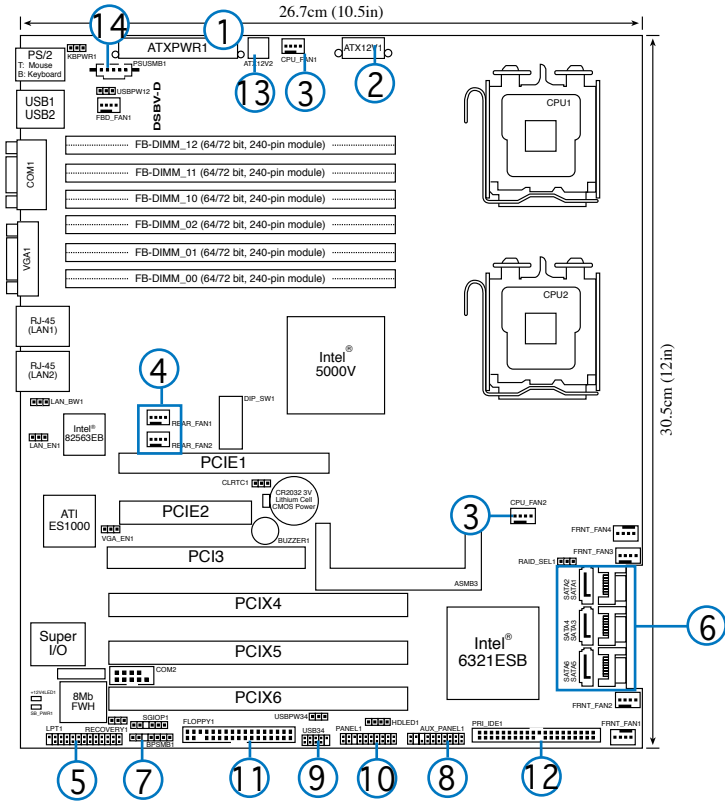 26.7cm (10.5in)
14
1
PS/2
T: Mouse
B: Keyboard
KBPWR1
ATXPWR1
ATX12V2
CPU_FAN1
ATX12V1
PSUSMB1
13
3
2
USB1
USB2
USBPW12
FBD_FAN1
DSBV-D
CPU1
COM1
FB-DIMM_12 (64/72 bit, 240-pin module)
FB-DIMM_11 (64/72 bit, 240-pin module)
FB-DIMM_10 (64/72 bit, 240-pin module)
FB-DIMM_02 (64/72 bit, 240-pin module)
FB-DIMM_01 (64/72 bit, 240-pin module)
FB-DIMM_00 (64/72 bit, 240-pin module)
VGA1
CPU2
RJ-45
(LAN1)
RJ-45
(LAN2)
Intel®
5000V
30.5cm (12in)
4
LAN_BW1
DIP_SW1
REAR_FAN1
REAR_FAN2
LAN_EN1
Intel®
82563EB
PCIE1
CLRTC1
CR2032 3V
Lithium Cell
CMOS Power
ATI
ES1000
PCIE2
VGA_EN1
BUZZER1
3
CPU_FAN2
FRNT_FAN4
FRNT_FAN3
PCI3
RAID_SEL1
ASMB3
SATA2
SATA1
PCIX4
SATA4
SATA3
6
Super
I/O
PCIX5
Intel®
6321ESB
COM2
SATA6
SATA5
+12V4LED1
SB_PWR1
8Mb
FWH
PCIX6
FRNT_FAN2
LPT1
RECOVERY1
SGIOP1
BPSMB1
FLOPPY1
USBPW34
USB34
PANEL1
HDLED1
AUX_PANEL1
PRI_IDE1
FRNT_FAN1
5
7
11
9
10
8
12